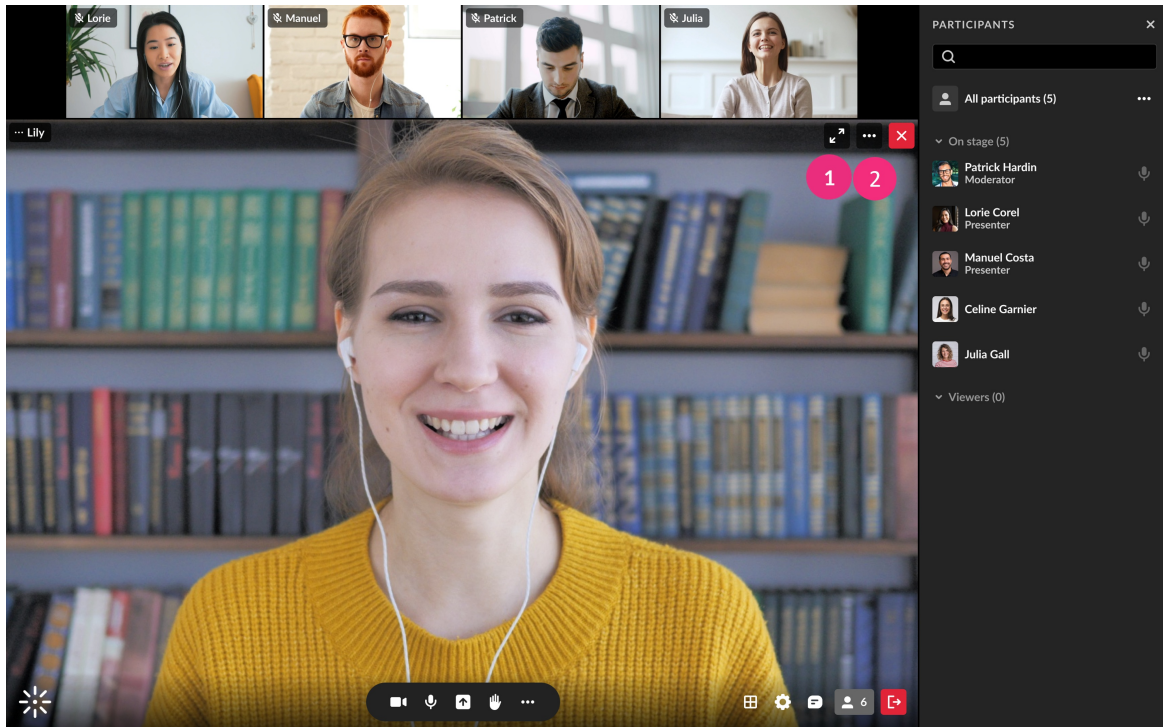 Lorie
Manuel
Patrick
Julia
PARTICIPANTS
All participants (5)
On stage (5)
Patrick Hardin
Moderator
Lorie Corel
Presenter
Manuel Costa
Presenter
Celine Garnier
Julia Gall
Viewers (0)
··· Lily
1
2
6